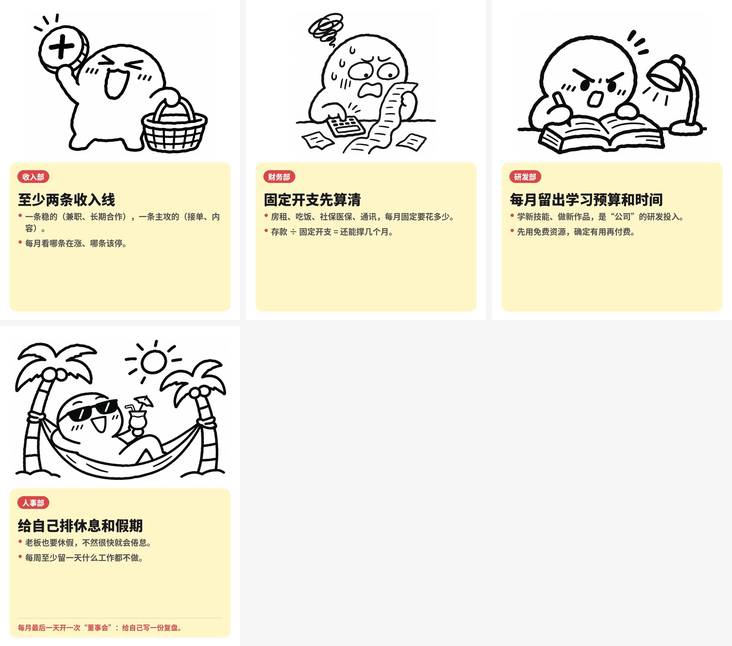 收入部
至少两条收入线
一条稳的（兼职、长期合作），一条主攻的（接单、内
容）。
每月看哪条在涨、哪条该停。
财务部
固定开支先算清
房租、吃饭、社保医保、通讯，每月固定要花多少。
存款 ÷ 固定开支 = 还能撑几个月。
研发部
每月留出学习预算和时间
学新技能、做新作品，是“公司”的研发投入。
先用免费资源，确定有用再付费。
人事部
给自己排休息和假期
老板也要休假，不然很快就会倦怠。
每周至少留一天什么工作都不做。
每月最后一天开一次“董事会”：给自己写一份复盘。